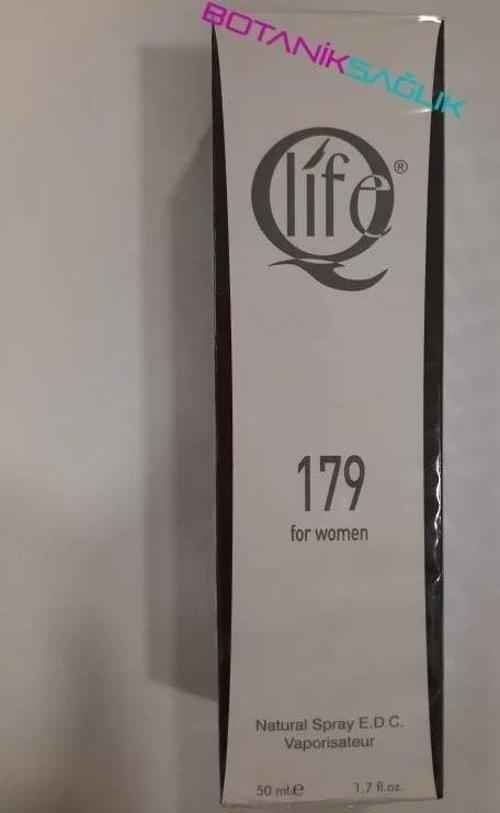 BOTANİKSAĞLIK
Qlife®
179
for women
Natural Spray E.D.C.
Vaporisateur
50 ml.℮ 1.7 fl.oz.